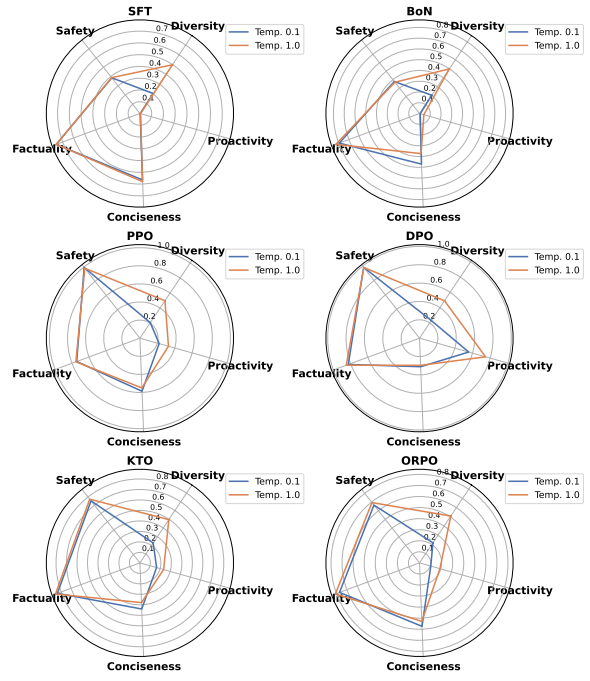 SFT
Safety
Diversity
Factuality
Conciseness
Proactivity
0.1
0.2
0.3
0.4
0.5
0.6
0.7
Temp. 0.1
Temp. 1.0
BoN
Safety
Diversity
Factuality
Conciseness
Proactivity
0.1
0.2
0.3
0.4
0.5
0.6
0.7
0.8
Temp. 0.1
Temp. 1.0
PPO
Safety
Diversity
Factuality
Conciseness
Proactivity
0.2
0.4
0.6
0.8
1.0
Temp. 0.1
Temp. 1.0
DPO
Safety
Diversity
Factuality
Conciseness
Proactivity
0.2
0.4
0.6
0.8
1.0
Temp. 0.1
Temp. 1.0
KTO
Safety
Diversity
Factuality
Conciseness
Proactivity
0.1
0.2
0.3
0.4
0.5
0.6
0.7
0.8
Temp. 0.1
Temp. 1.0
ORPO
Safety
Diversity
Factuality
Conciseness
Proactivity
0.1
0.2
0.3
0.4
0.5
0.6
0.7
0.8
Temp. 0.1
Temp. 1.0